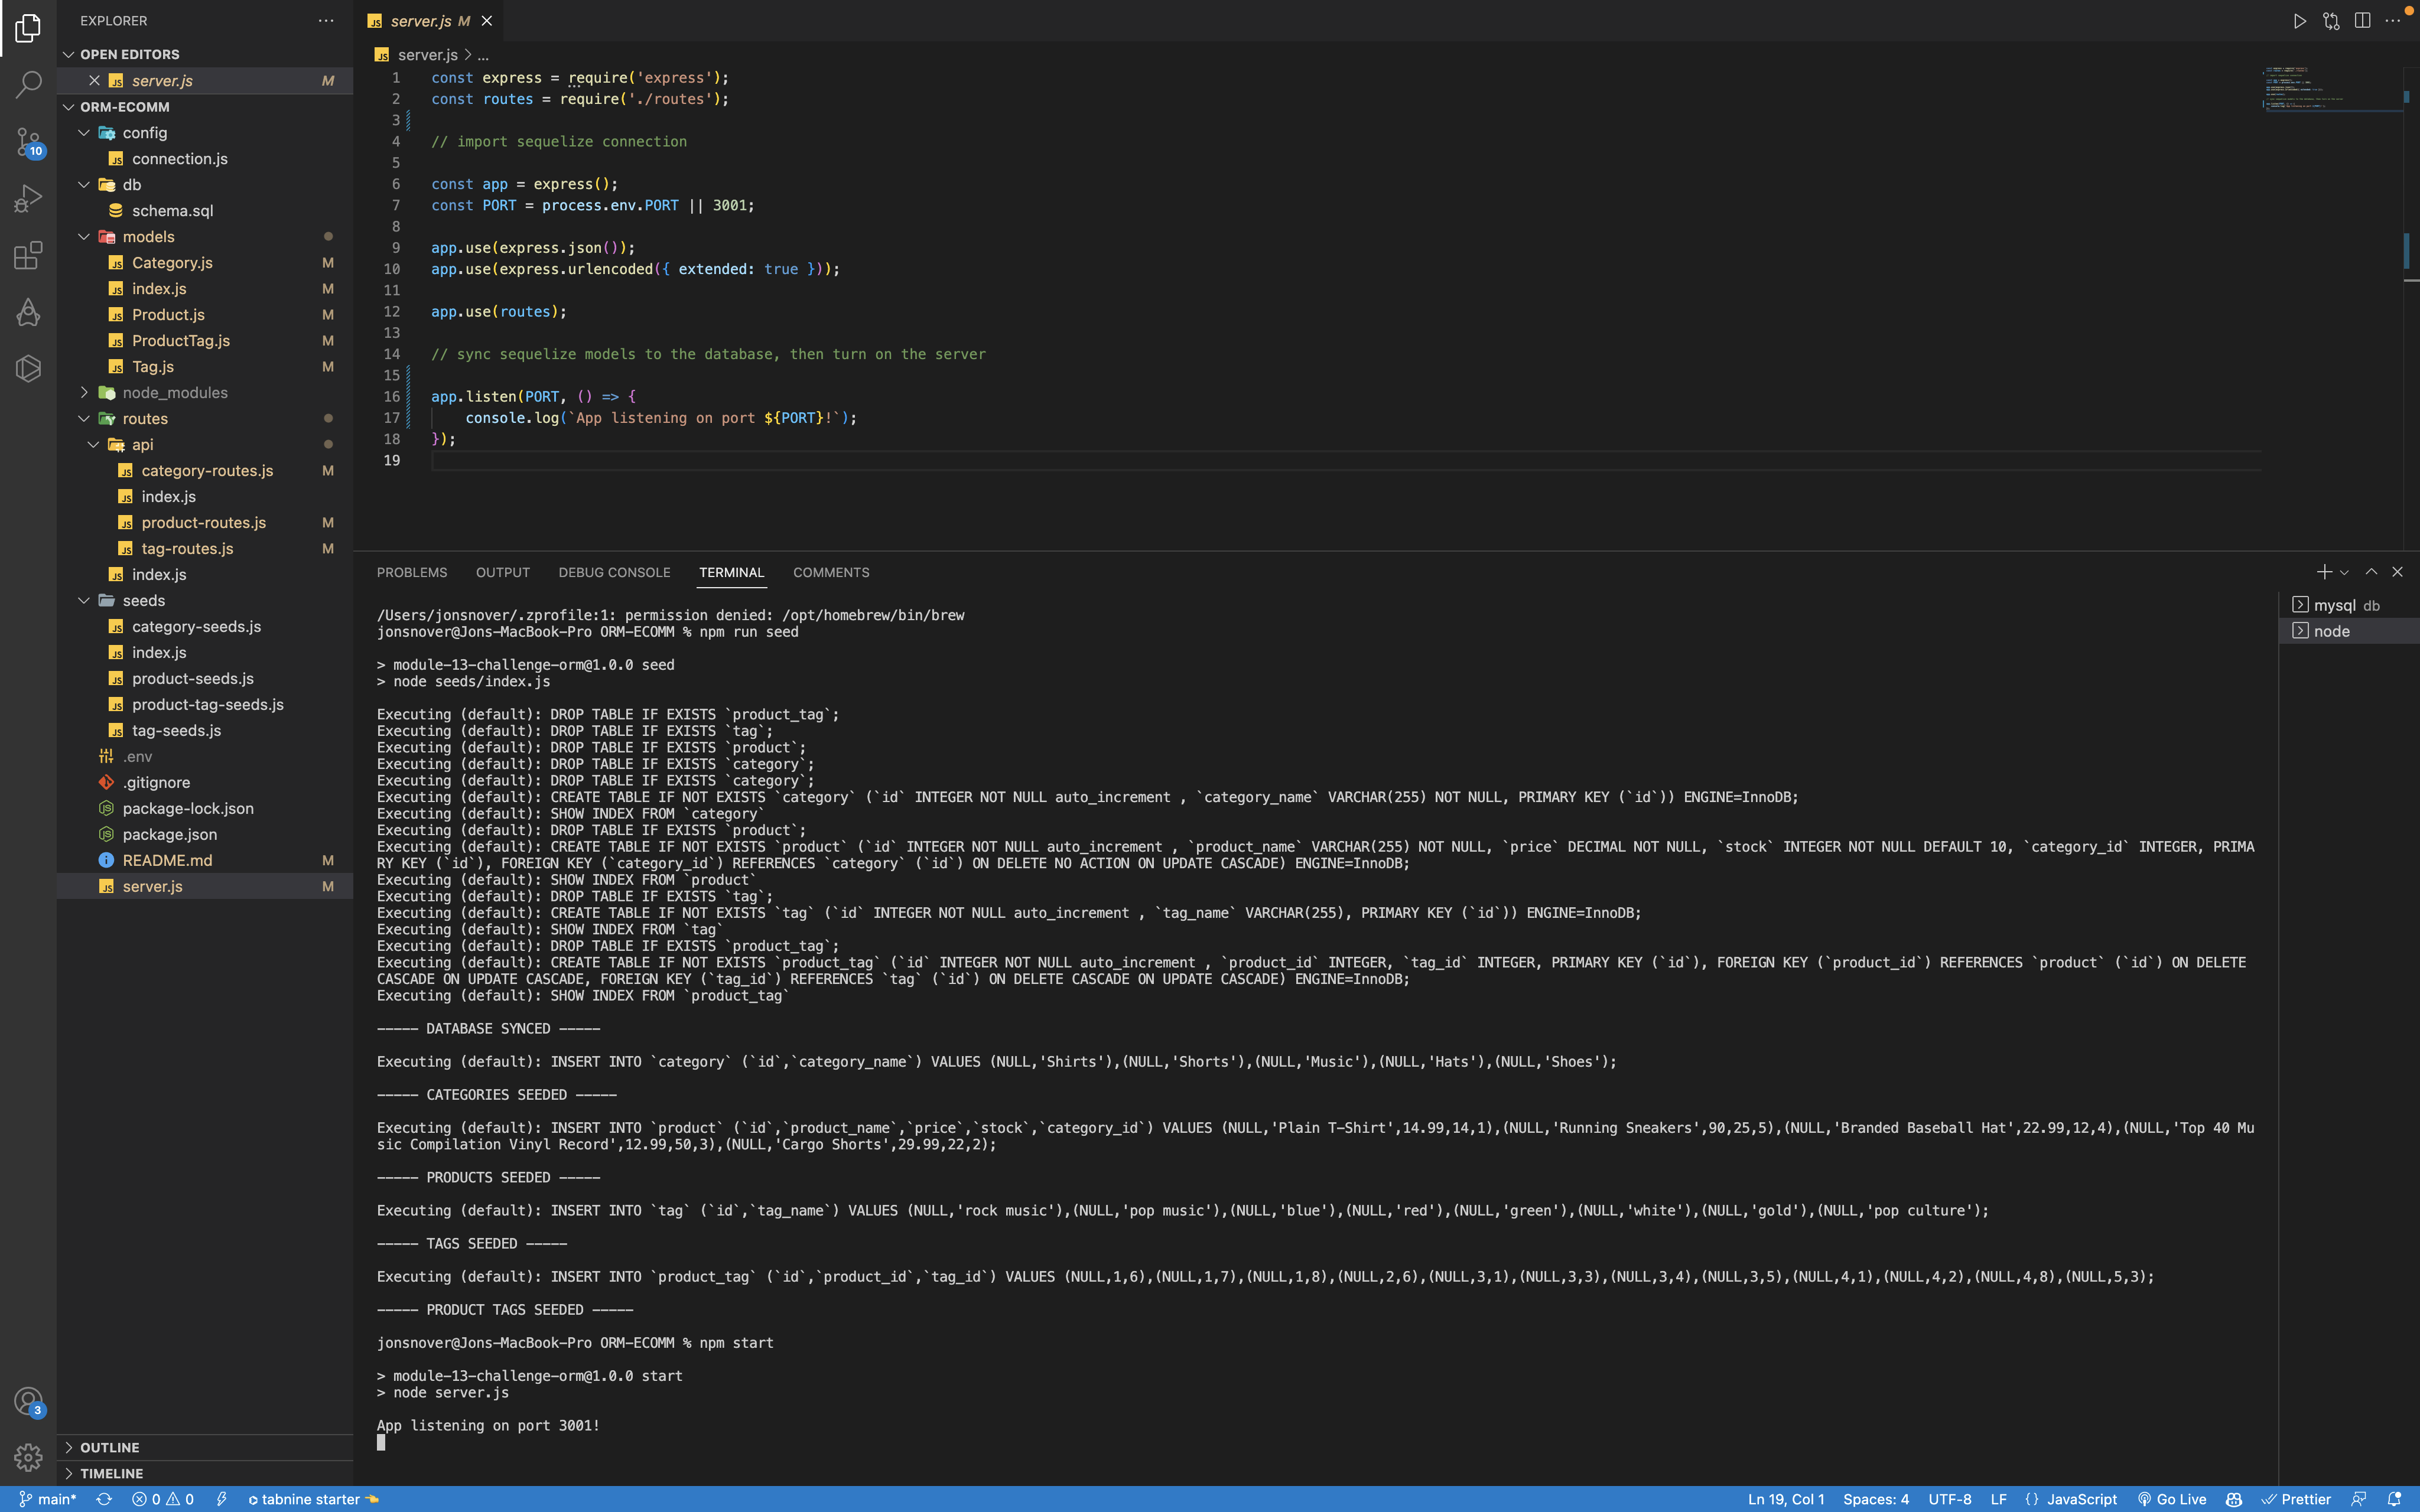 EXPLORER
OPEN EDITORS
server.js M
ORM-ECOMM
config
connection.js
db
schema.sql
models
Category.js M
index.js M
Product.js M
ProductTag.js M
Tag.js M
node_modules
routes
api
category-routes.js M
index.js
product-routes.js M
tag-routes.js M
index.js
seeds
category-seeds.js
index.js
product-seeds.js
product-tag-seeds.js
tag-seeds.js
.env
.gitignore
package-lock.json
package.json
README.md M
server.js M
OUTLINE
TIMELINE
10
3
server.js M
server.js > ...
1 const express = require('express');
2 const routes = require('./routes');
3
4 // import sequelize connection
5
6 const app = express();
7 const PORT = process.env.PORT || 3001;
8
9 app.use(express.json());
10 app.use(express.urlencoded({ extended: true }));
11
12 app.use(routes);
13
14 // sync sequelize models to the database, then turn on the server
15
16 app.listen(PORT, () => {
17     console.log(`App listening on port ${PORT}!`);
18 });
19
PROBLEMS OUTPUT DEBUG CONSOLE TERMINAL COMMENTS
mysql db
node
/Users/jonsnover/.zprofile:1: permission denied: /opt/homebrew/bin/brew
jonsnover@Jons-MacBook-Pro ORM-ECOMM % npm run seed
> module-13-challenge-orm@1.0.0 seed
> node seeds/index.js
Executing (default): DROP TABLE IF EXISTS `product_tag`;
Executing (default): DROP TABLE IF EXISTS `tag`;
Executing (default): DROP TABLE IF EXISTS `product`;
Executing (default): DROP TABLE IF EXISTS `category`;
Executing (default): DROP TABLE IF EXISTS `category`;
Executing (default): CREATE TABLE IF NOT EXISTS `category` (`id` INTEGER NOT NULL auto_increment , `category_name` VARCHAR(255) NOT NULL, PRIMARY KEY (`id`)) ENGINE=InnoDB;
Executing (default): SHOW INDEX FROM `category`
Executing (default): DROP TABLE IF EXISTS `product`;
Executing (default): CREATE TABLE IF NOT EXISTS `product` (`id` INTEGER NOT NULL auto_increment , `product_name` VARCHAR(255) NOT NULL, `price` DECIMAL NOT NULL, `stock` INTEGER NOT NULL DEFAULT 10, `category_id` INTEGER, PRIMA
RY KEY (`id`), FOREIGN KEY (`category_id`) REFERENCES `category` (`id`) ON DELETE NO ACTION ON UPDATE CASCADE) ENGINE=InnoDB;
Executing (default): SHOW INDEX FROM `product`
Executing (default): DROP TABLE IF EXISTS `tag`;
Executing (default): CREATE TABLE IF NOT EXISTS `tag` (`id` INTEGER NOT NULL auto_increment , `tag_name` VARCHAR(255), PRIMARY KEY (`id`)) ENGINE=InnoDB;
Executing (default): SHOW INDEX FROM `tag`
Executing (default): DROP TABLE IF EXISTS `product_tag`;
Executing (default): CREATE TABLE IF NOT EXISTS `product_tag` (`id` INTEGER NOT NULL auto_increment , `product_id` INTEGER, `tag_id` INTEGER, PRIMARY KEY (`id`), FOREIGN KEY (`product_id`) REFERENCES `product` (`id`) ON DELETE
CASCADE ON UPDATE CASCADE, FOREIGN KEY (`tag_id`) REFERENCES `tag` (`id`) ON DELETE CASCADE ON UPDATE CASCADE) ENGINE=InnoDB;
Executing (default): SHOW INDEX FROM `product_tag`
----- DATABASE SYNCED -----
Executing (default): INSERT INTO `category` (`id`,`category_name`) VALUES (NULL,'Shirts'),(NULL,'Shorts'),(NULL,'Music'),(NULL,'Hats'),(NULL,'Shoes');
----- CATEGORIES SEEDED -----
Executing (default): INSERT INTO `product` (`id`,`product_name`,`price`,`stock`,`category_id`) VALUES (NULL,'Plain T-Shirt',14.99,14,1),(NULL,'Running Sneakers',90,25,5),(NULL,'Branded Baseball Hat',22.99,12,4),(NULL,'Top 40 Mu
sic Compilation Vinyl Record',12.99,50,3),(NULL,'Cargo Shorts',29.99,22,2);
----- PRODUCTS SEEDED -----
Executing (default): INSERT INTO `tag` (`id`,`tag_name`) VALUES (NULL,'rock music'),(NULL,'pop music'),(NULL,'blue'),(NULL,'red'),(NULL,'green'),(NULL,'white'),(NULL,'gold'),(NULL,'pop culture');
----- TAGS SEEDED -----
Executing (default): INSERT INTO `product_tag` (`id`,`product_id`,`tag_id`) VALUES (NULL,1,6),(NULL,1,7),(NULL,1,8),(NULL,2,6),(NULL,3,1),(NULL,3,3),(NULL,3,4),(NULL,3,5),(NULL,4,1),(NULL,4,2),(NULL,4,8),(NULL,5,3);
----- PRODUCT TAGS SEEDED -----
jonsnover@Jons-MacBook-Pro ORM-ECOMM % npm start
> module-13-challenge-orm@1.0.0 start
> node server.js
App listening on port 3001!
main* 0 0 tabnine starter Ln 19, Col 1 Spaces: 4 UTF-8 LF {} JavaScript Go Live Prettier